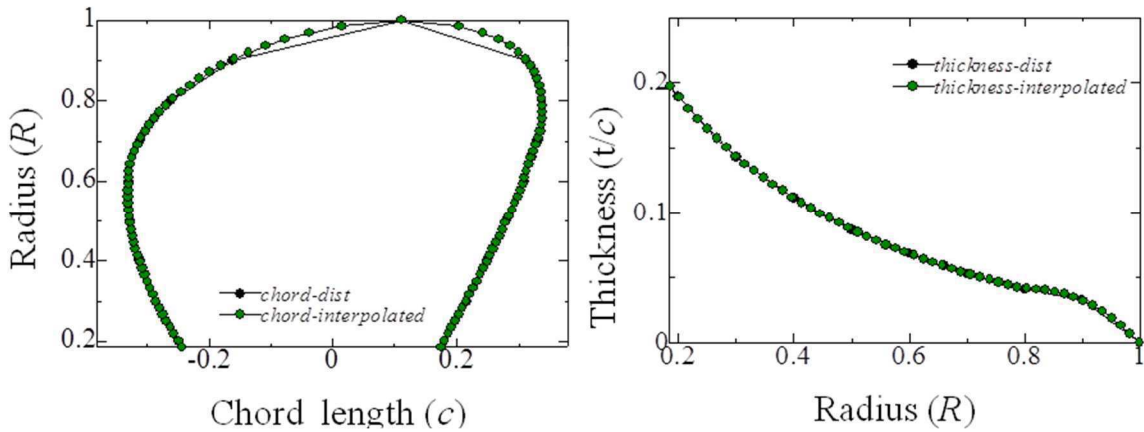 1
0.8
0.6
0.4
0.2
Radius (R)
chord-dist
chord-interpolated
-0.2
0
0.2
Chord length (c)
0.2
0.1
0
Thickness (t/c)
thickness-dist
thickness-interpolated
0.2
0.4
0.6
0.8
1
Radius (R)